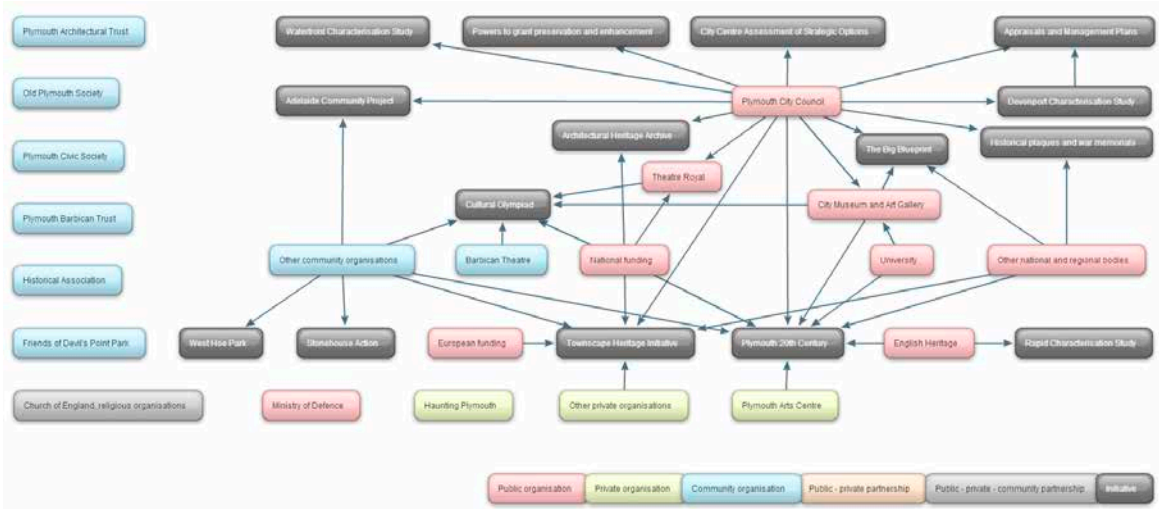 Plymouth Architectural Trust
Waterfront Characterisation Study
Powers to grant preservation and enhancement
City Centre Assessment of Strategic Options
Appraisals and Management Plans
Old Plymouth Society
Adelaide Community Project
Plymouth City Council
Devonport Characterisation Study
Architectural Heritage Archive
The Big Blueprint
Historical plaques and war memorials
Plymouth Civic Society
Theatre Royal
Cultural Olympiad
City Museum and Art Gallery
Plymouth Barbican Trust
Other community organisations
Barbican Theatre
National funding
University
Other national and regional bodies
Historical Association
Friends of Devil's Point Park
West Hoe Park
Stonehouse Action
European funding
Townscape Heritage Initiative
Plymouth 20th Century
English Heritage
Rapid Characterisation Study
Church of England, religious organisations
Ministry of Defence
Haunting Plymouth
Other private organisations
Plymouth Arts Centre
Public organisation
Private organisation
Community organisation
Public - private partnership
Public - private - community partnership
Initiative